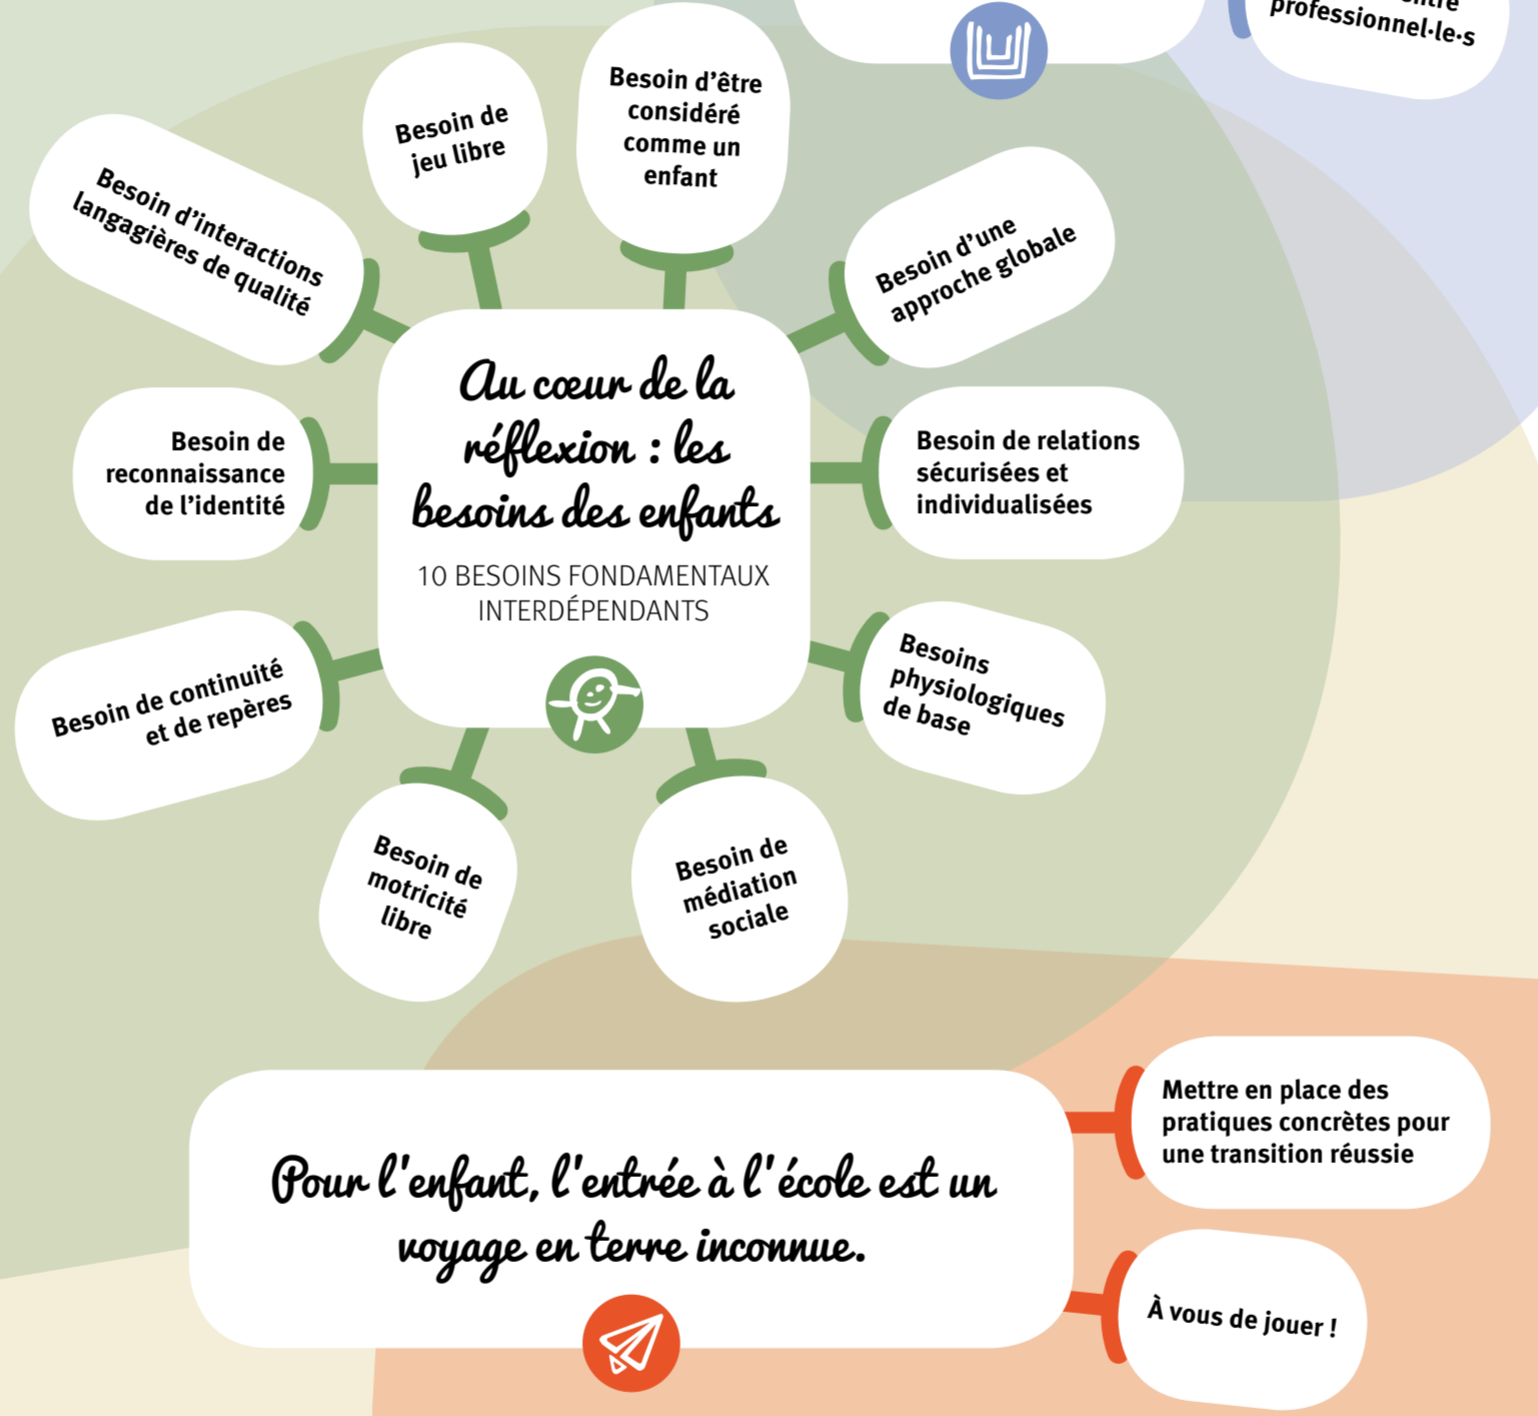 professionnel·le·s
Besoin d'être
considéré
comme un
enfant
Besoin de
jeu libre
Besoin d'interactions
langagières de qualité
Besoin d'une
approche globale
Au cœur de la
réflexion : les
besoins des enfants
10 BESOINS FONDAMENTAUX
INTERDÉPENDANTS
Besoin de
reconnaissance
de l'identité
Besoin de relations
sécurisées et
individualisées
Besoin de continuité
et de repères
Besoins
physiologiques
de base
Besoin de
motricité
libre
Besoin de
médiation
sociale
Pour l'enfant, l'entrée à l'école est un
voyage en terre inconnue.
Mettre en place des
pratiques concrètes pour
une transition réussie
À vous de jouer !